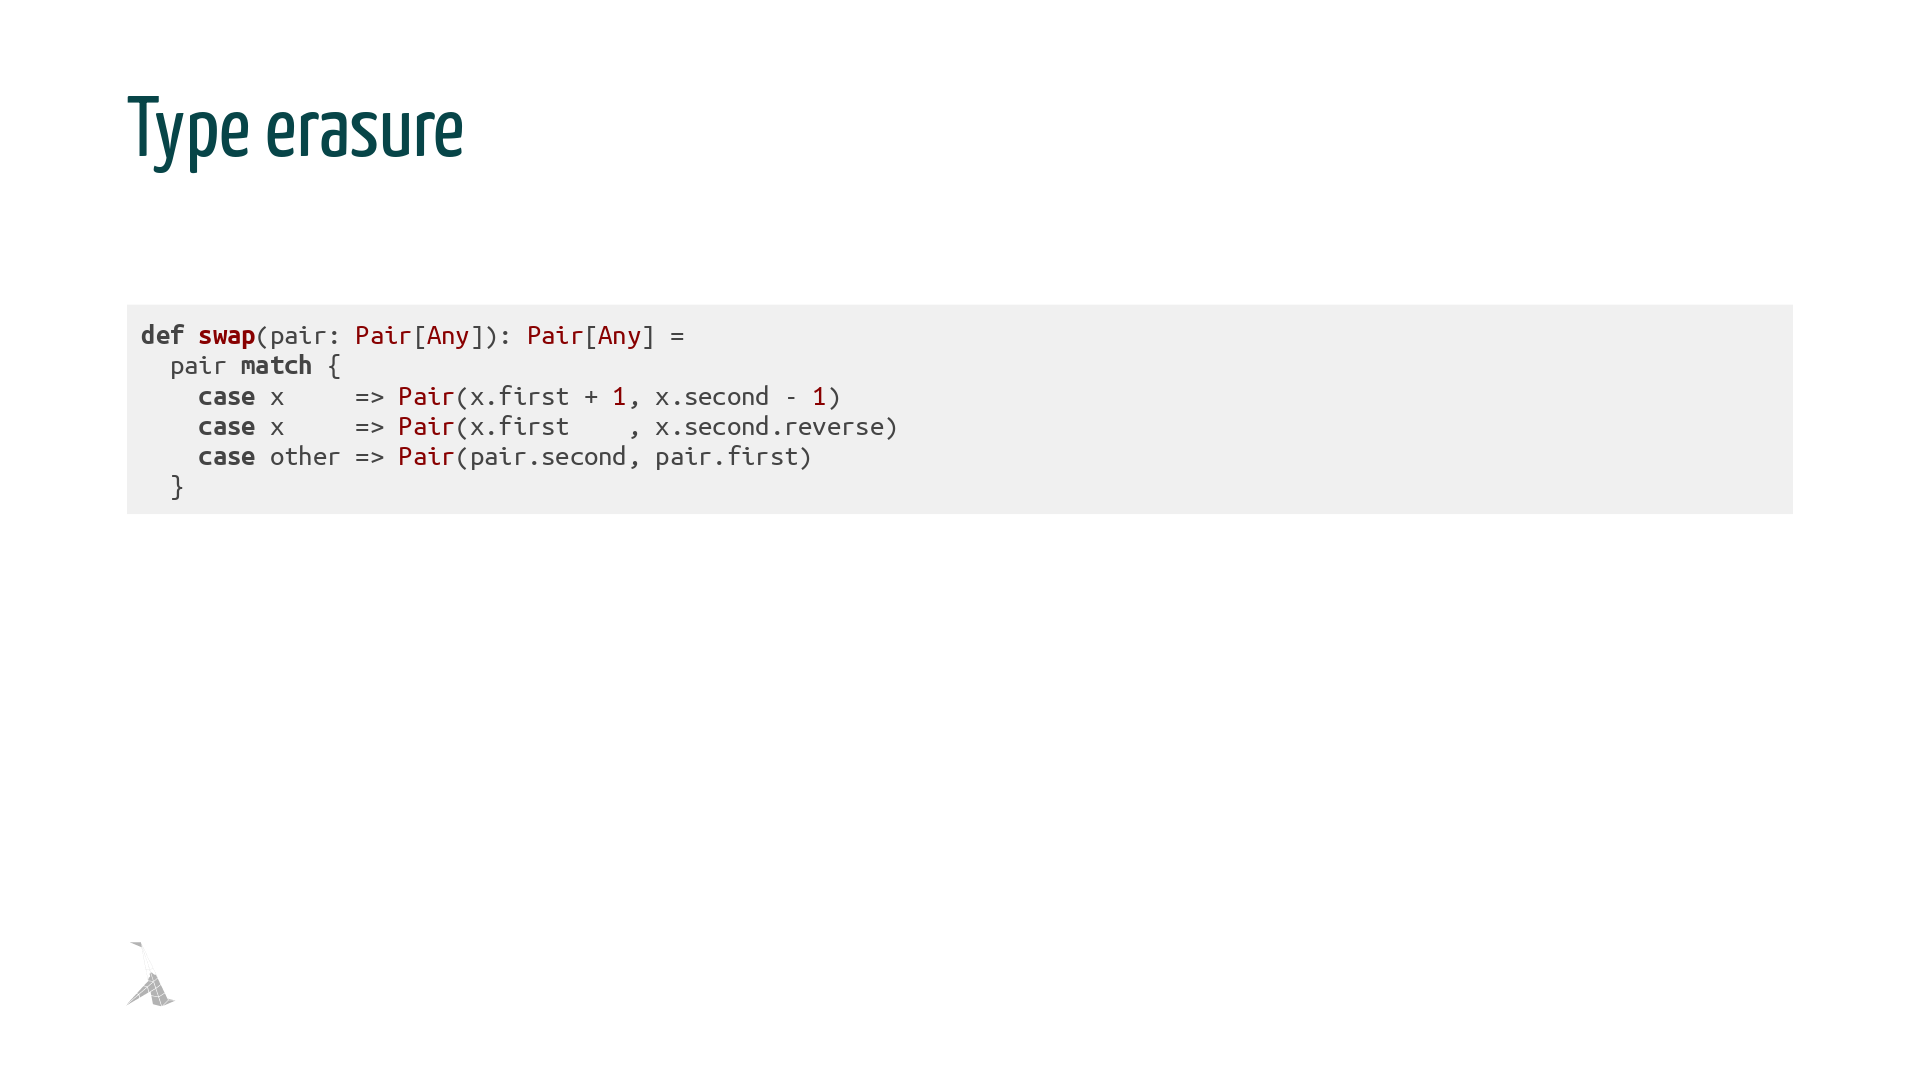 Type erasure
def swap(pair: Pair[Any]): Pair[Any] =
  pair match {
    case x     => Pair(x.first + 1, x.second - 1)
    case x     => Pair(x.first    , x.second.reverse)
    case other => Pair(pair.second, pair.first)
  }